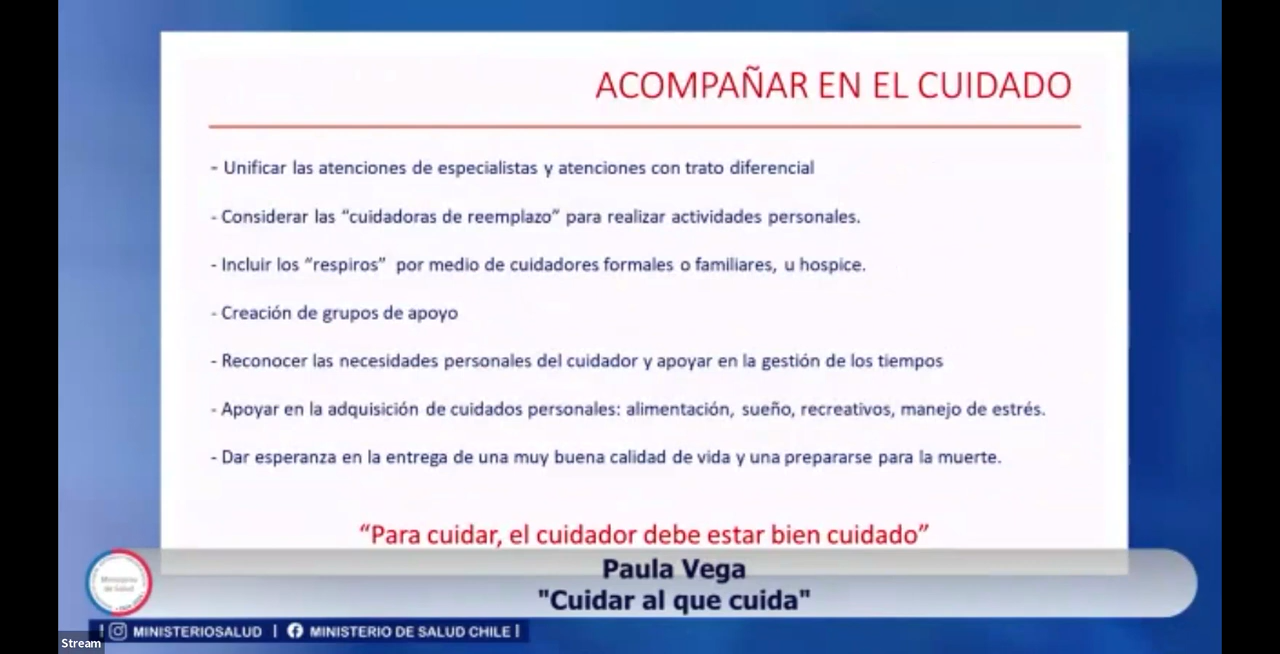 ACOMPAÑAR EN EL CUIDADO
- Unificar las atenciones de especialistas y atenciones con trato diferencial
- Considerar las “cuidadoras de reemplazo” para realizar actividades personales.
- Incluir los “respiros” por medio de cuidadores formales o familiares, u hospice.
- Creación de grupos de apoyo
- Reconocer las necesidades personales del cuidador y apoyar en la gestión de los tiempos
- Apoyar en la adquisición de cuidados personales: alimentación, sueño, recreativos, manejo de estrés.
- Dar esperanza en la entrega de una muy buena calidad de vida y una prepararse para la muerte.
“Para cuidar, el cuidador debe estar bien cuidado”
Paula Vega
"Cuidar al que cuida"
Ministerio
de Salud
| MINISTERIOSALUD | MINISTERIO DE SALUD CHILE |
Stream